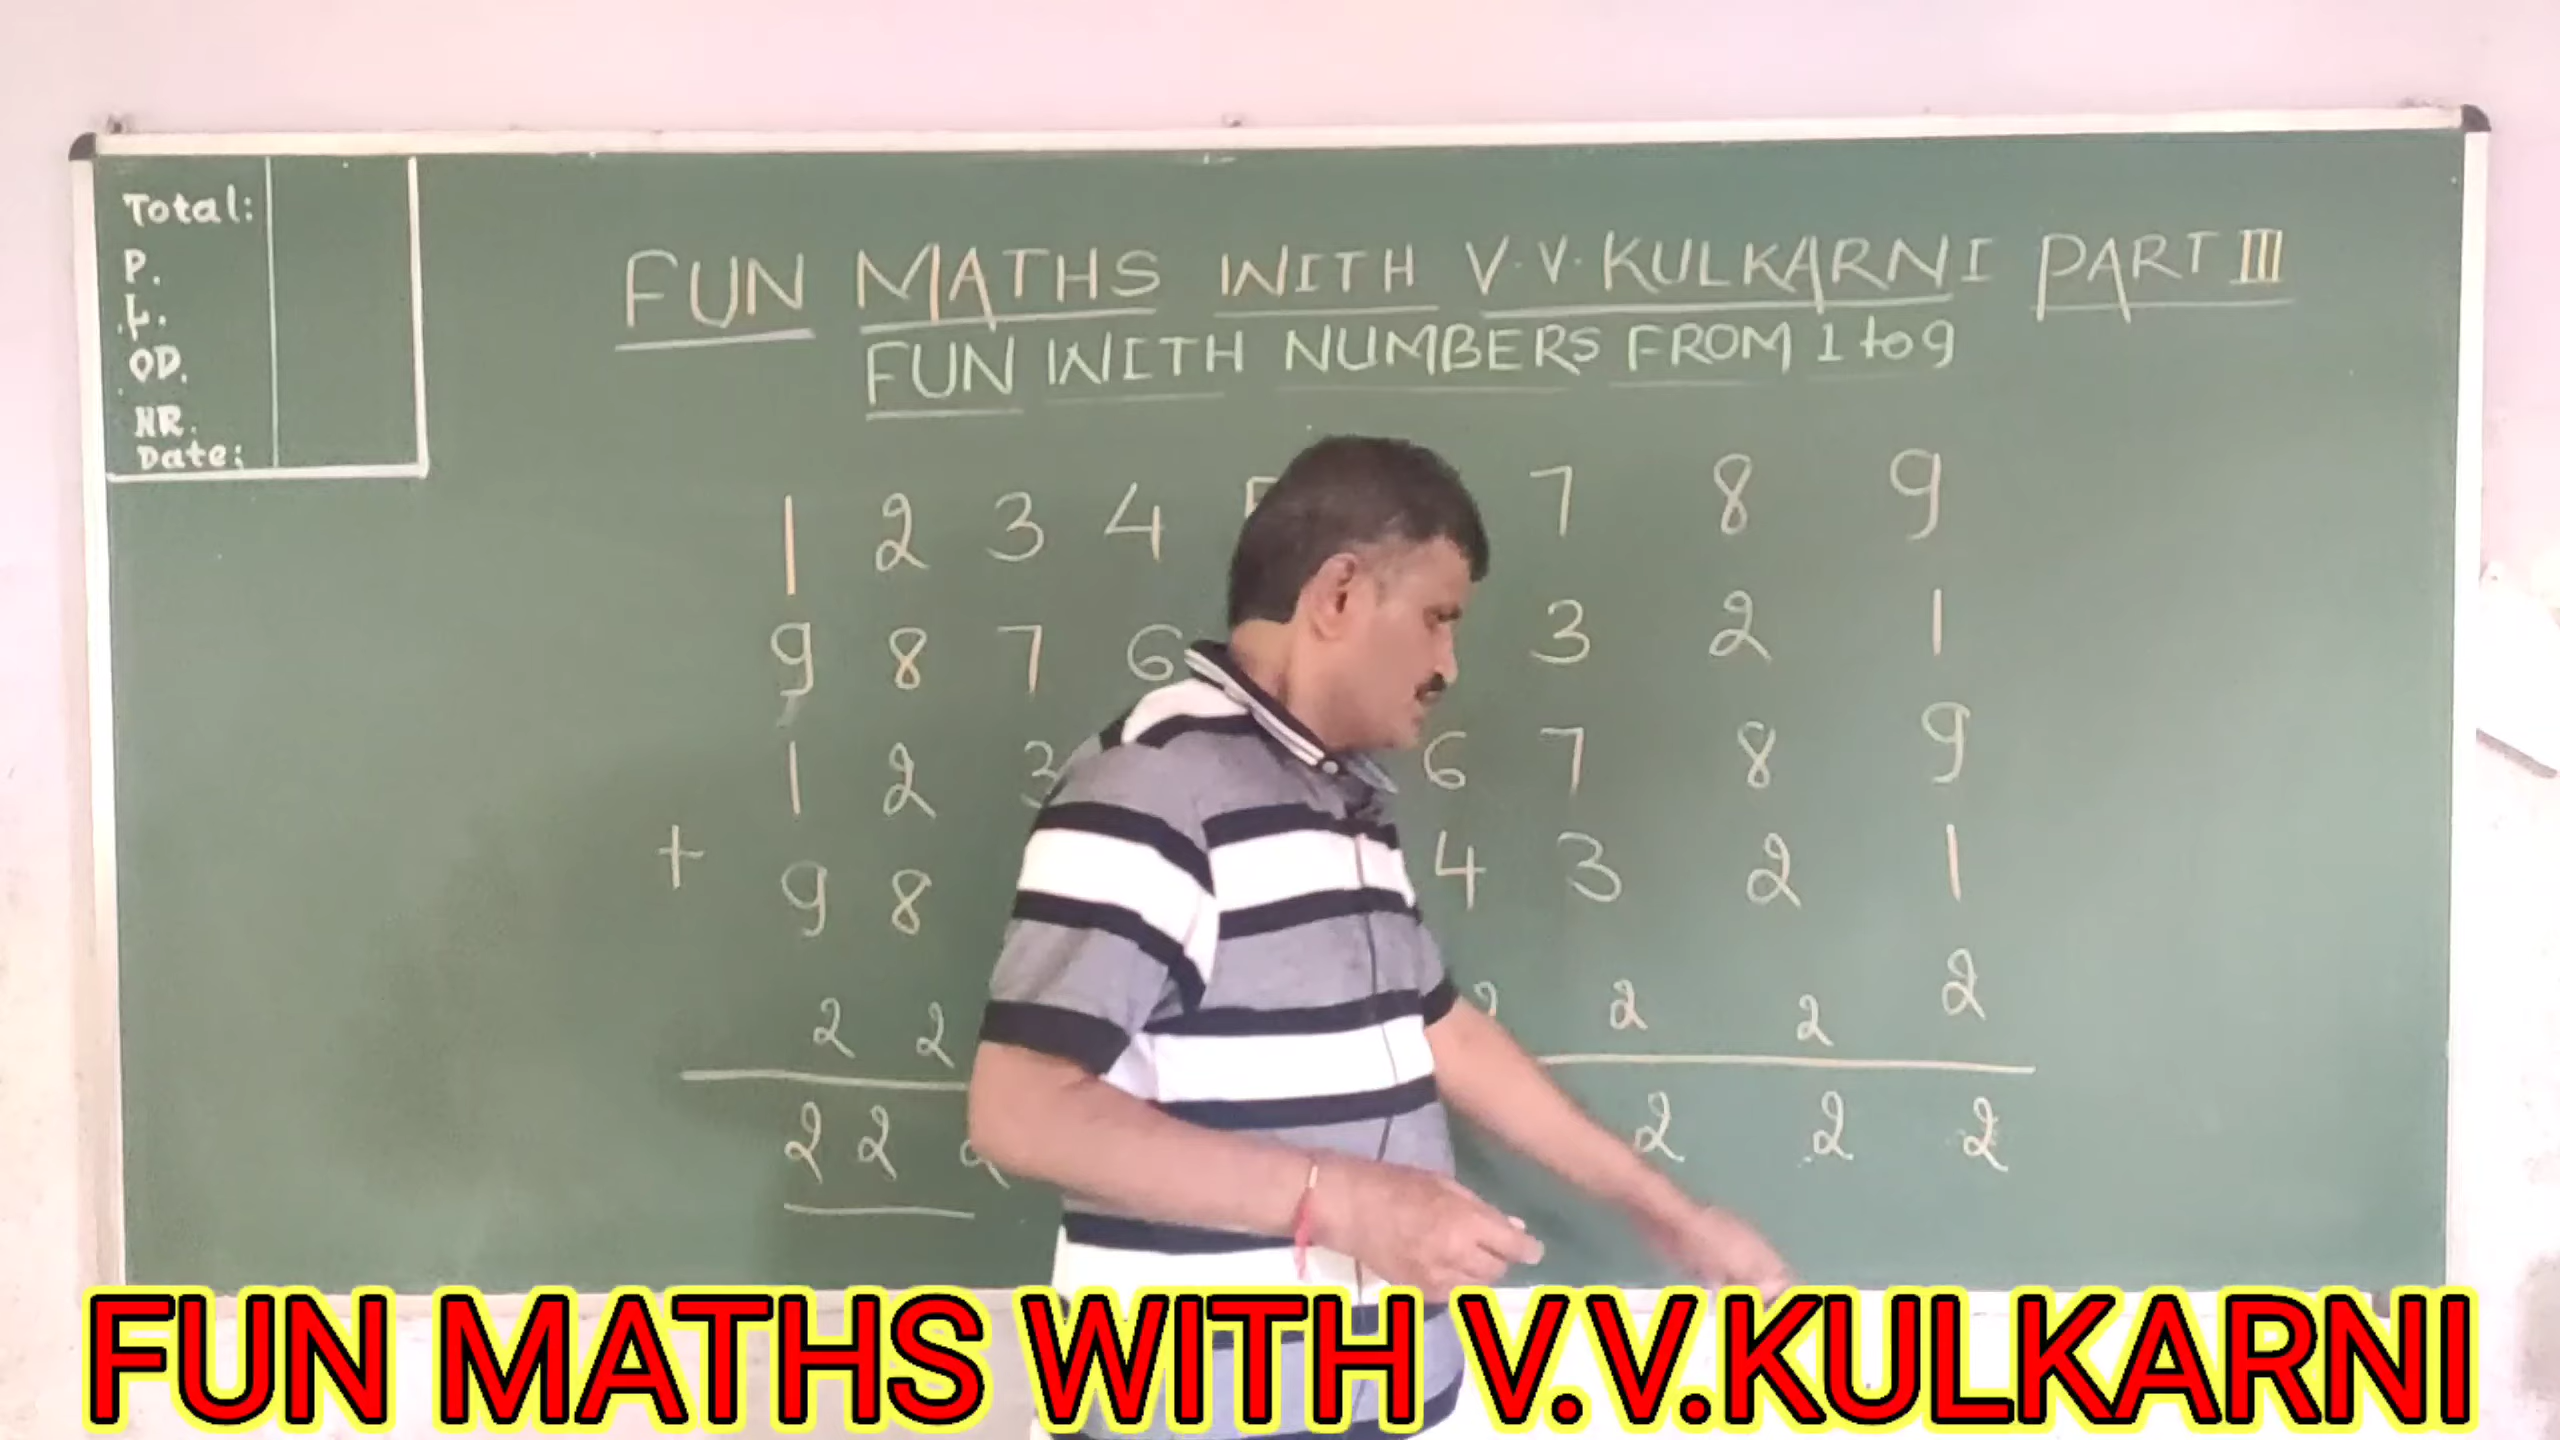 Total:
P.
L.
OD.
NR.
Date:
FUN MATHS WITH V.V.KULKARNI PART III
FUN WITH NUMBERS FROM 1 to 9
1 2 3 4 7 8 9
9 8 7 6 3 2 1
1 2 3 6 7 8 9
+ 9 8 4 3 2 1
2 2 2 2 2 2
2 2 2 2 2 2
FUN MATHS WITH V.V.KULKARNI